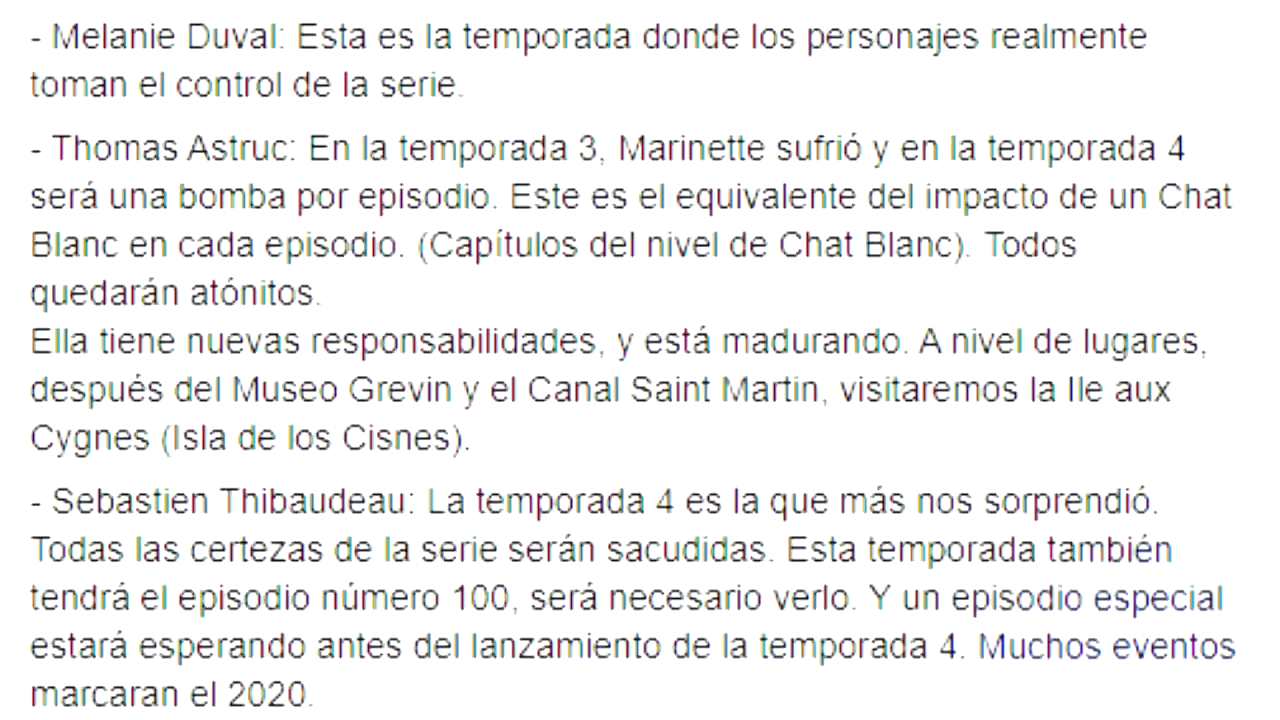 - Melanie Duval: Esta es la temporada donde los personajes realmente
toman el control de la serie.
- Thomas Astruc: En la temporada 3, Marinette sufrió y en la temporada 4
será una bomba por episodio. Este es el equivalente del impacto de un Chat
Blanc en cada episodio. (Capítulos del nivel de Chat Blanc). Todos
quedarán atónitos.
Ella tiene nuevas responsabilidades, y está madurando. A nivel de lugares,
después del Museo Grevin y el Canal Saint Martin, visitaremos la Ile aux
Cygnes (Isla de los Cisnes).
- Sebastien Thibaudeau: La temporada 4 es la que más nos sorprendió.
Todas las certezas de la serie serán sacudidas. Esta temporada también
tendrá el episodio número 100, será necesario verlo. Y un episodio especial
estará esperando antes del lanzamiento de la temporada 4. Muchos eventos
marcaran el 2020.